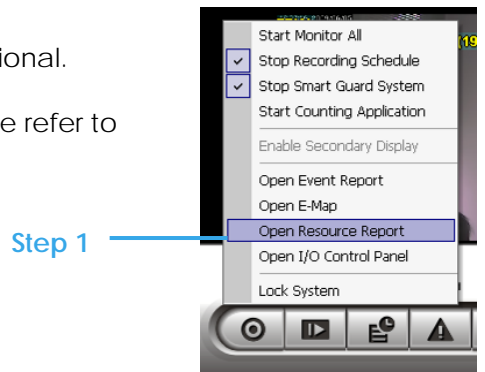 ional.
e refer to
Step 1
(19
Start Monitor All
Stop Recording Schedule
Stop Smart Guard System
Start Counting Application
Enable Secondary Display
Open Event Report
Open E-Map
Open Resource Report
Open I/O Control Panel
Lock System